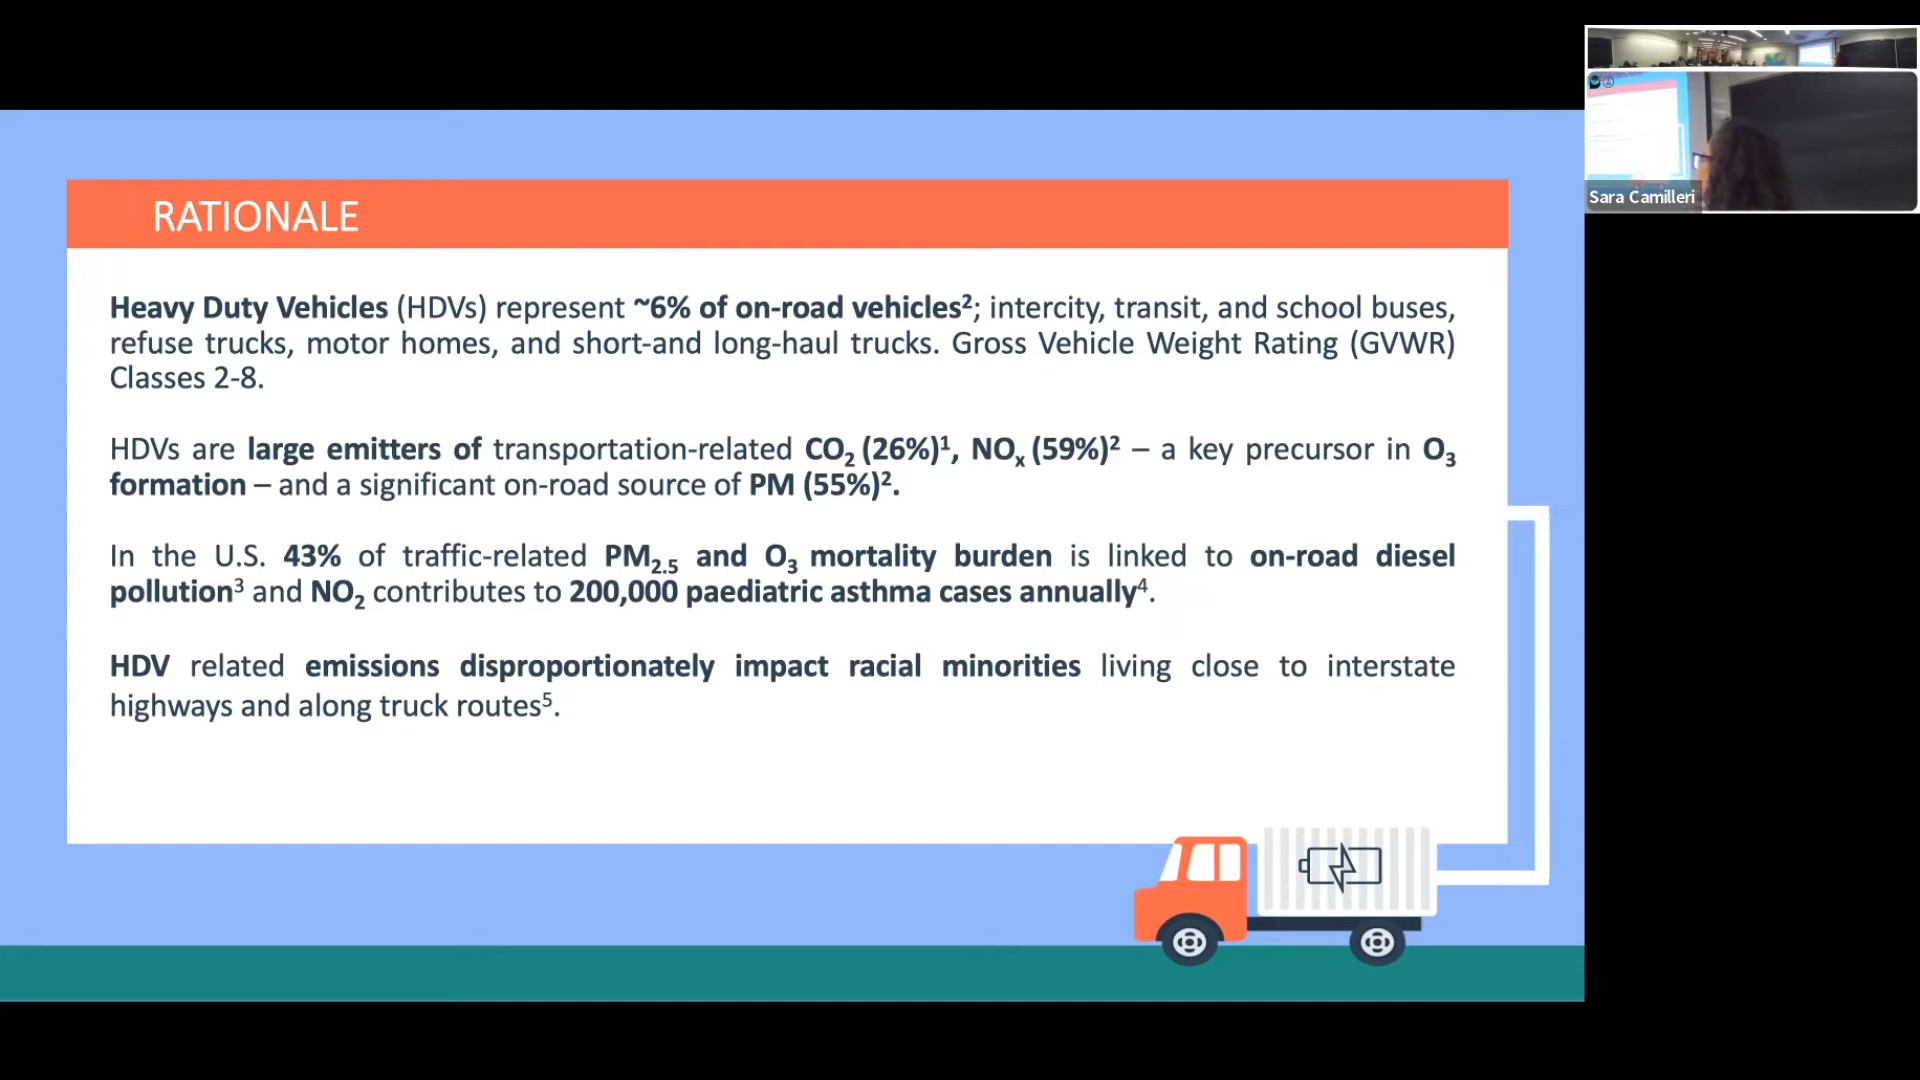 RATIONALE
Heavy Duty Vehicles (HDVs) represent ~6% of on-road vehicles²; intercity, transit, and school buses,
refuse trucks, motor homes, and short-and long-haul trucks. Gross Vehicle Weight Rating (GVWR)
Classes 2-8.
HDVs are large emitters of transportation-related CO₂ (26%)¹, NOₓ (59%)² – a key precursor in O₃
formation – and a significant on-road source of PM (55%)².
In the U.S. 43% of traffic-related PM₂.₅ and O₃ mortality burden is linked to on-road diesel
pollution³ and NO₂ contributes to 200,000 paediatric asthma cases annually⁴.
HDV related emissions disproportionately impact racial minorities living close to interstate
highways and along truck routes⁵.
Sara Camilleri